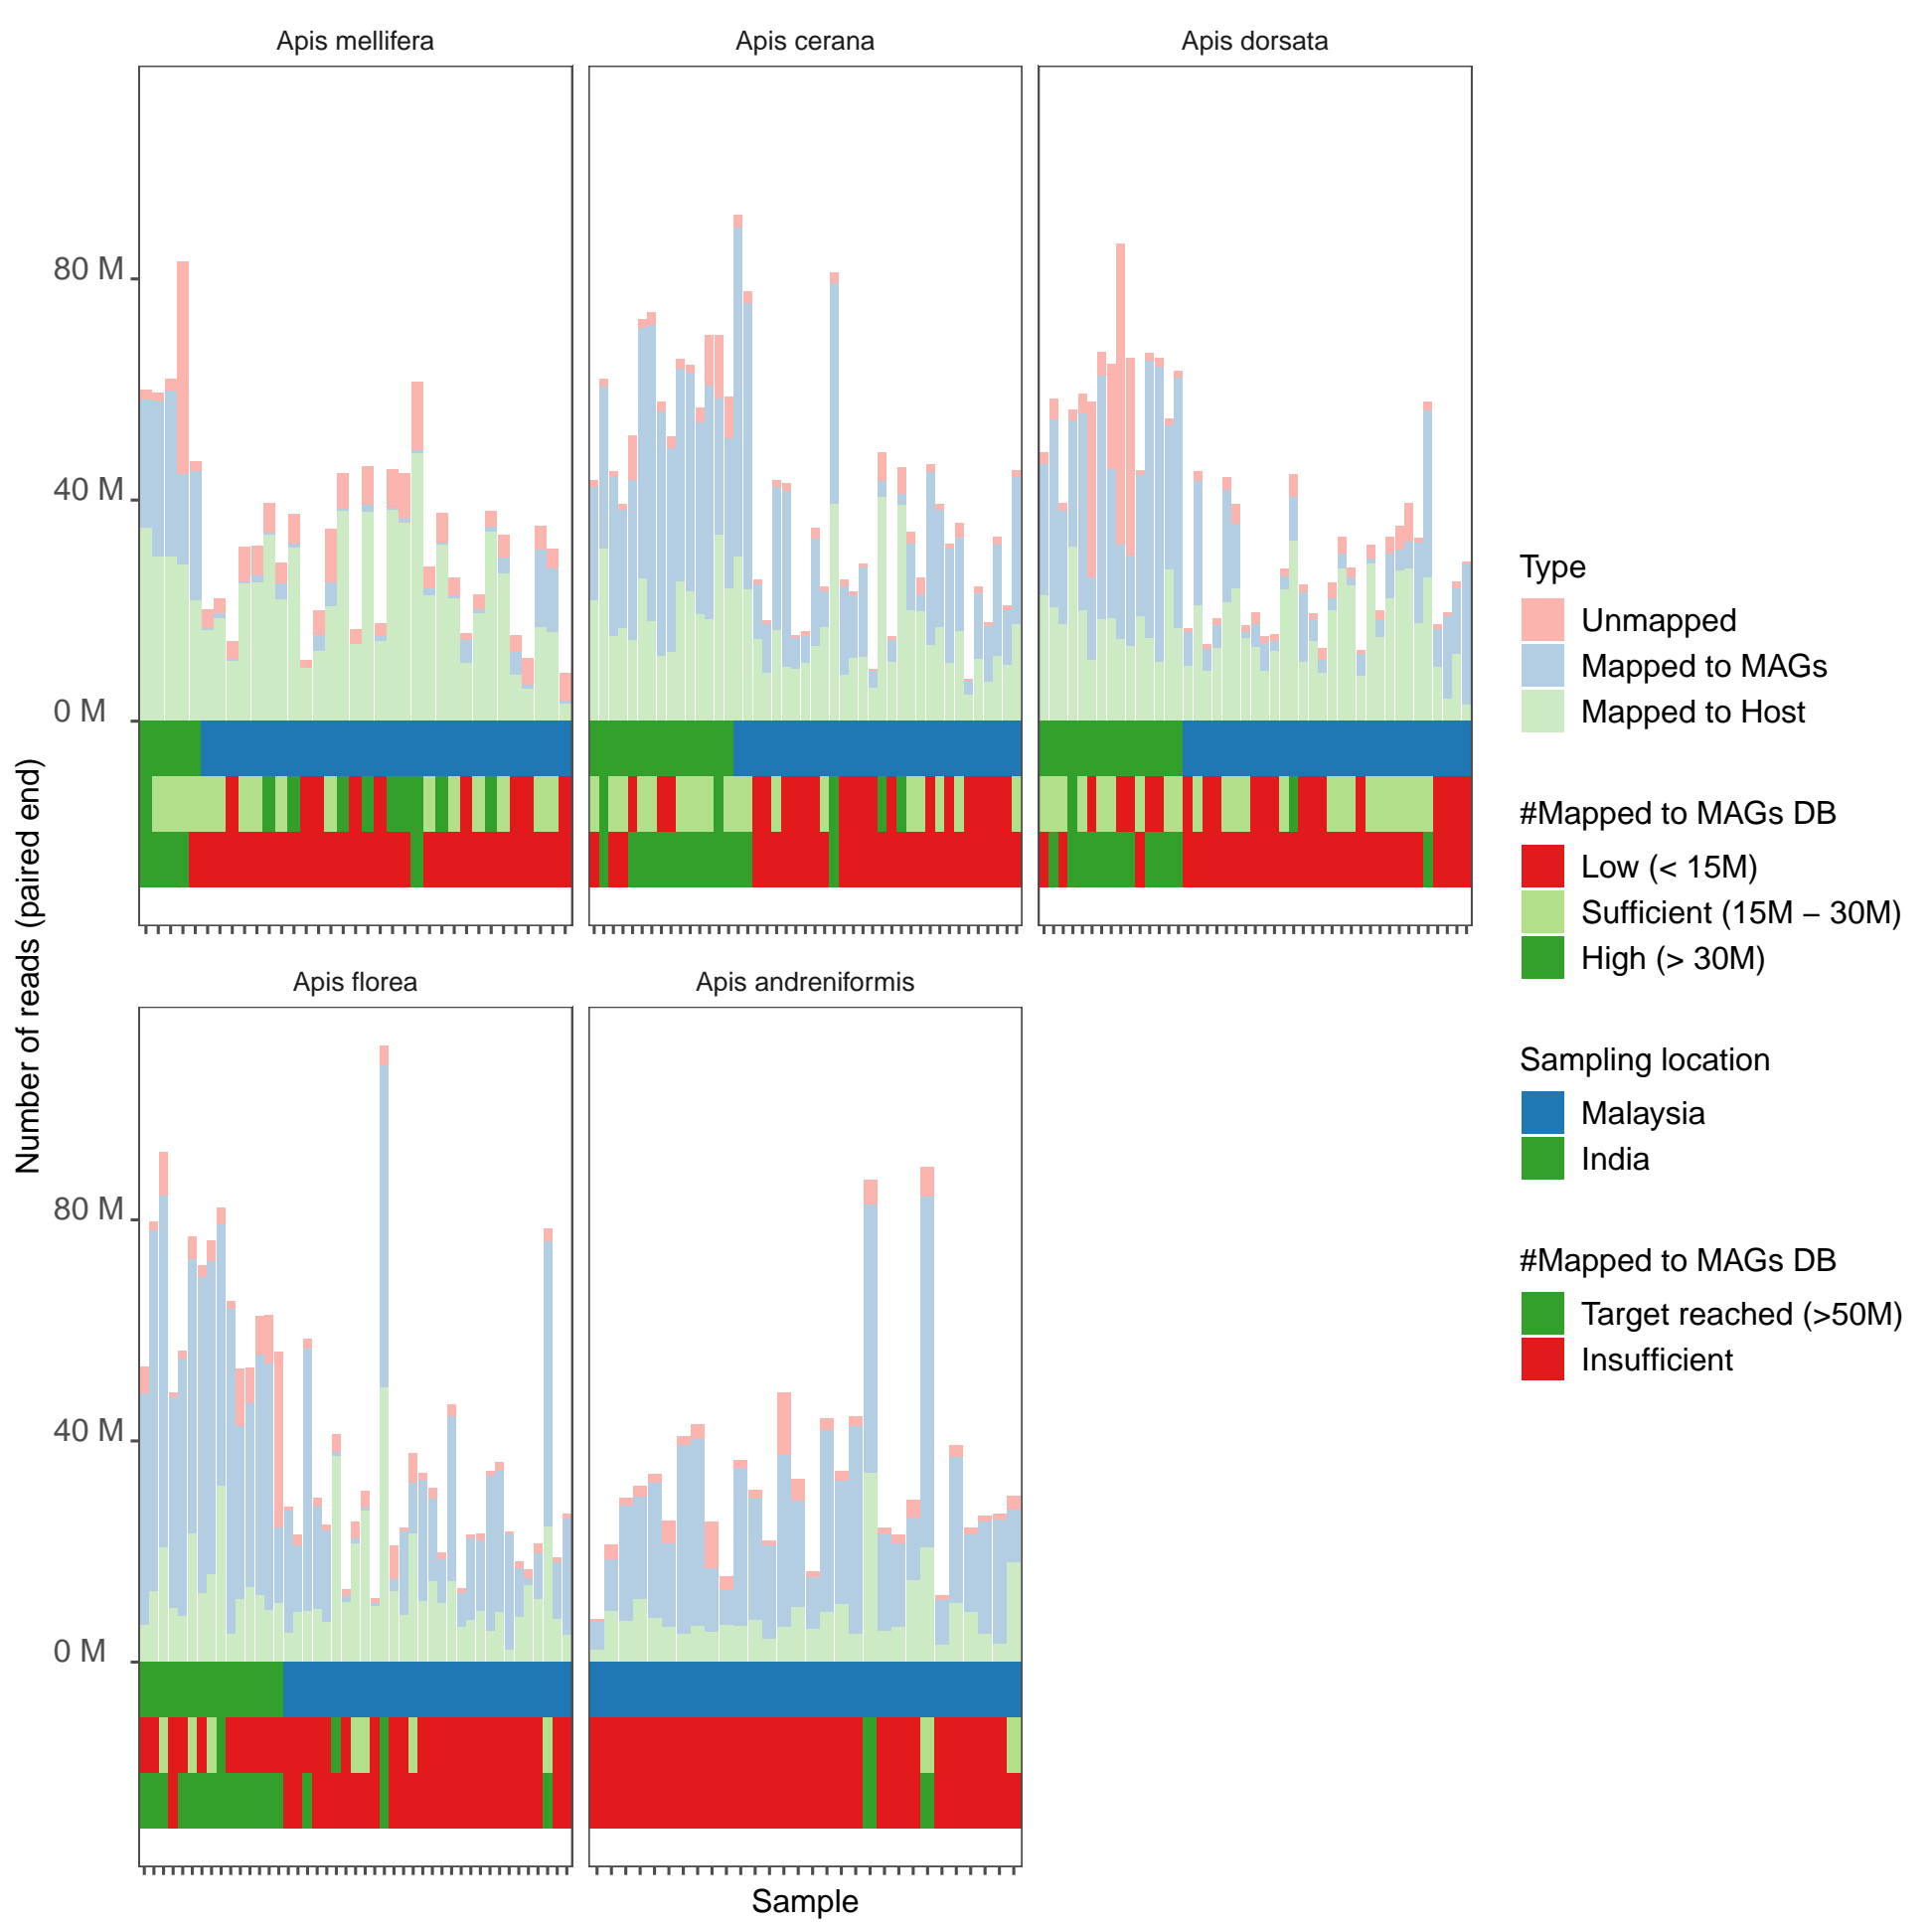 Apis mellifera
Apis cerana
Apis dorsata
80 M
40 M
0 M
Number of reads (paired end)
Apis florea
Apis andreniformis
80 M
40 M
0 M
Sample
Type
Unmapped
Mapped to MAGs
Mapped to Host
#Mapped to MAGs DB
Low (< 15M)
Sufficient (15M − 30M)
High (> 30M)
Sampling location
Malaysia
India
#Mapped to MAGs DB
Target reached (>50M)
Insufficient